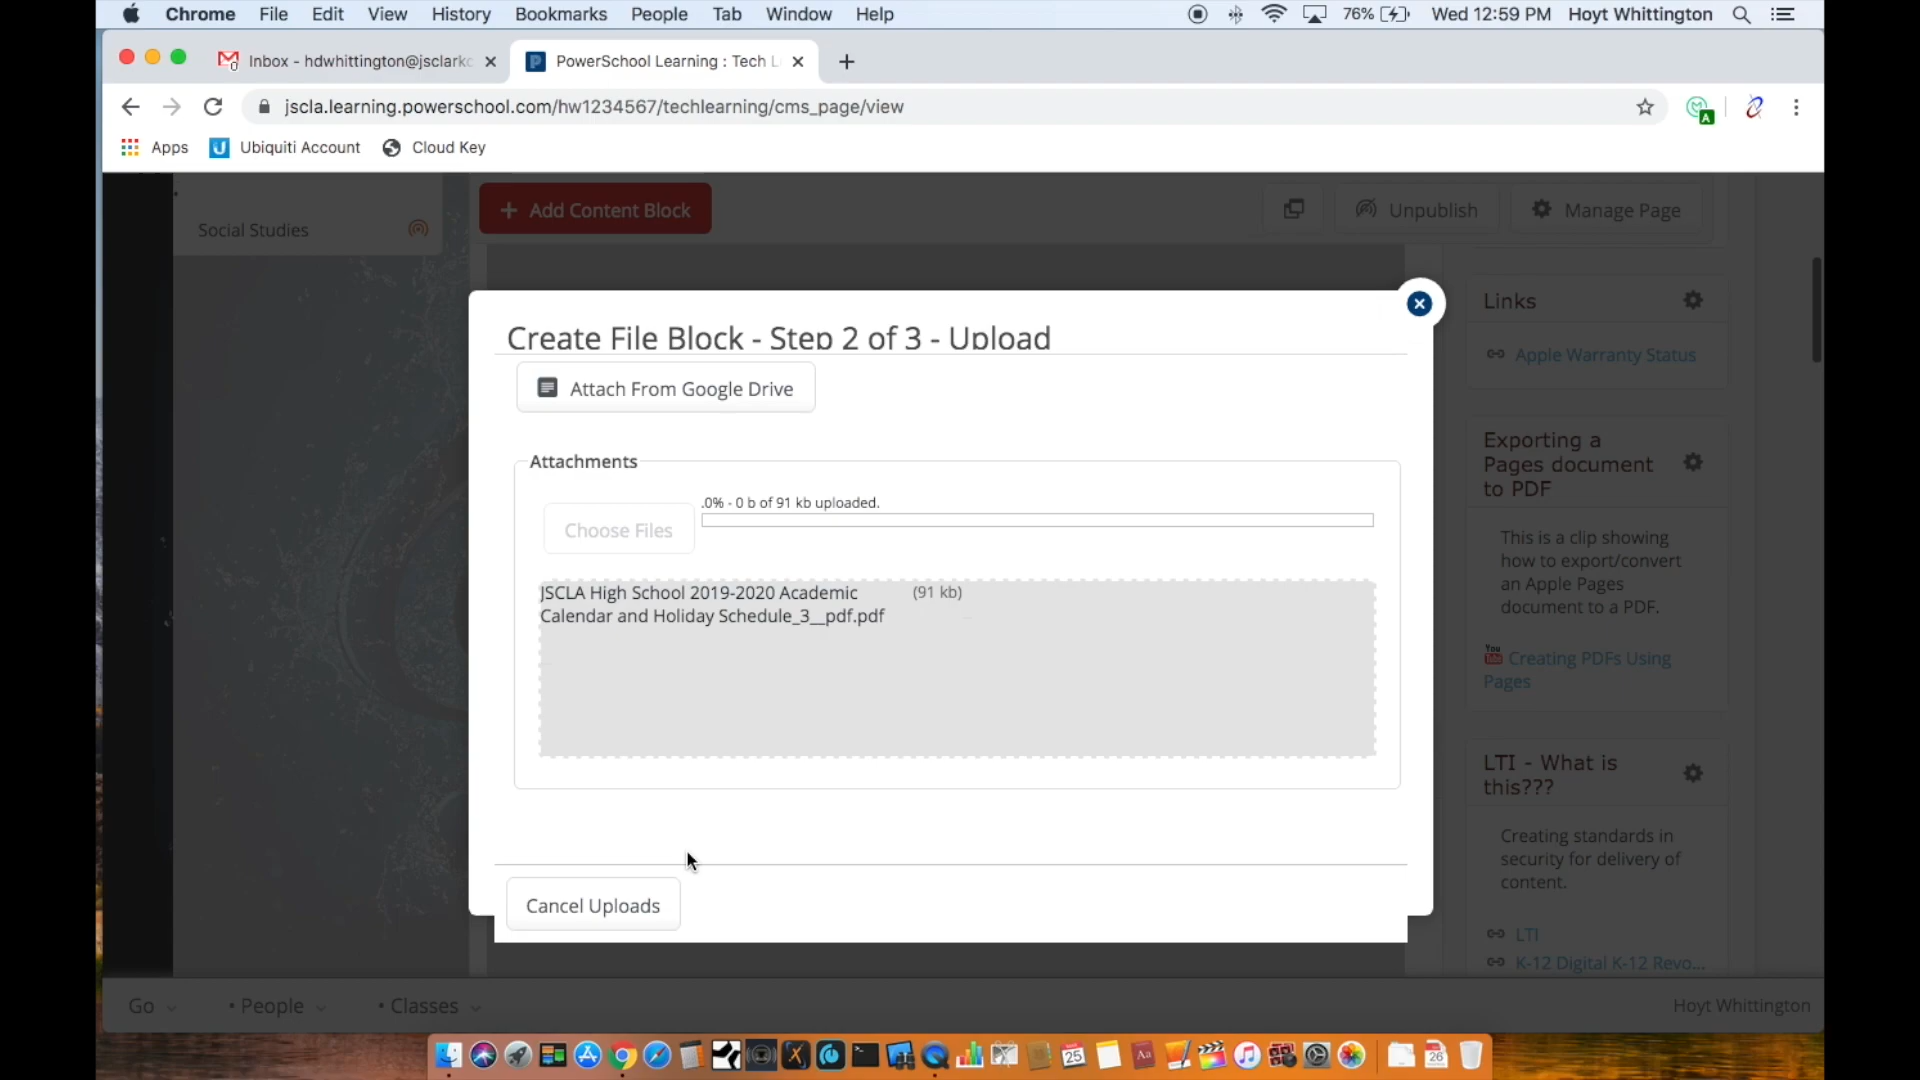 Chrome File Edit View History Bookmarks People Tab Window Help 76% Wed 12:59 PM Hoyt Whittington
Inbox - hdwhittington@jsclarkc
PowerSchool Learning : Tech L
jscla.learning.powerschool.com/hw1234567/techlearning/cms_page/view
Apps Ubiquiti Account Cloud Key
Social Studies
+ Add Content Block
Unpublish
Manage Page
Create File Block - Step 2 of 3 - Upload
Attach From Google Drive
Attachments
Choose Files
.0% - 0 b of 91 kb uploaded.
JSCLA High School 2019-2020 Academic (91 kb)
Calendar and Holiday Schedule_3__pdf.pdf
Cancel Uploads
Links
Apple Warranty Status
Exporting a
Pages document
to PDF
This is a clip showing
how to export/convert
an Apple Pages
document to a PDF.
You
Creating PDFs Using
Pages
LTI - What is
this???
Creating standards in
security for delivery of
content.
LTI
K-12 Digital K-12 Revo...
Go • People • Classes Hoyt Whittington
25
Aa
26